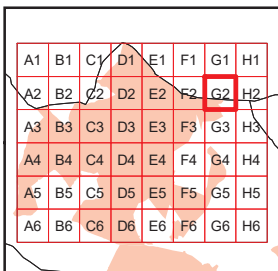 A1 B1 C1 D1 E1 F1 G1 H1
A2 B2 C2 D2 E2 F2 G2 H2
A3 B3 C3 D3 E3 F3 G3 H3
A4 B4 C4 D4 E4 F4 G4 H4
A5 B5 C5 D5 E5 F5 G5 H5
A6 B6 C6 D6 E6 F6 G6 H6